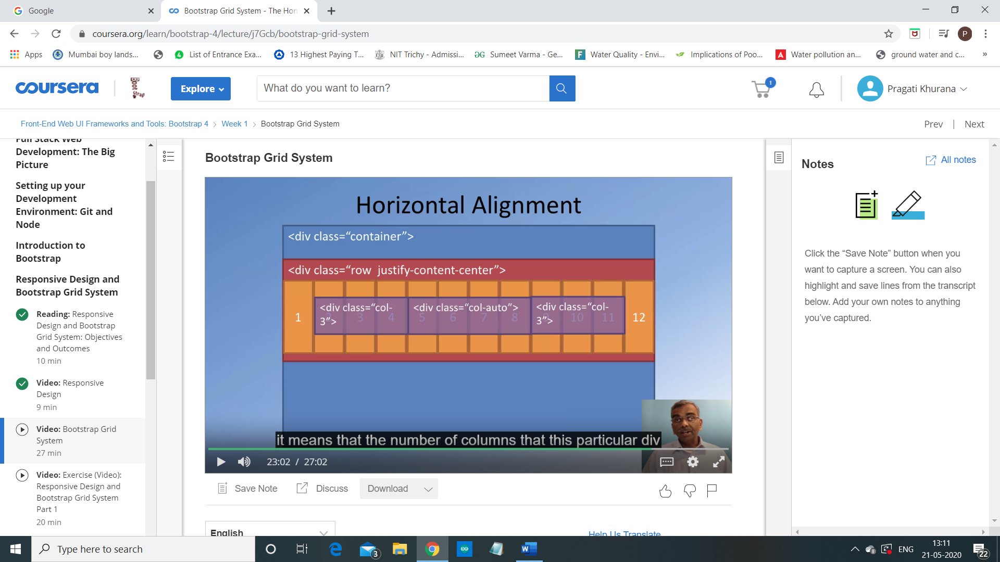 Google
Bootstrap Grid System - The Hon
coursera.org/learn/bootstrap-4/lecture/j7Gcb/bootstrap-grid-system
P
Apps
Mumbai boy lands...
4
List of Entrance Exa...
13 Highest Paying T...
NIT Trichy - Admissi...
Sumeet Varma - Ge...
F
Water Quality - Envi...
Implications of Poo...
A
Water pollution an...
ground water and c...
»
coursera
Bootstrap
Explore
What do you want to learn?
1
Pragati Khurana
Front-End Web UI Frameworks and Tools: Bootstrap 4
Week 1
Bootstrap Grid System
Prev | Next
Full Stack Web
Development: The Big
Picture
Setting up your
Development
Environment: Git and
Node
Introduction to
Bootstrap
Responsive Design and
Bootstrap Grid System
Reading: Responsive
Design and Bootstrap
Grid System: Objectives
and Outcomes
10 min
Video: Responsive
Design
9 min
Video: Bootstrap Grid
System
27 min
Video: Exercise (Video):
Responsive Design and
Bootstrap Grid System
Part 1
20 min
Bootstrap Grid System
Horizontal Alignment
<div class=“container”>
<div class=“row justify-content-center”>
<div class=“col-
3”>
<div class=“col-auto”>
<div class=“col-
3”>
1 2 3 4 5 6 7 8 9 10 11 12
it means that the number of columns that this particular div
23:02 / 27:02
Save Note
Discuss
Download
English
Help Us Translate
Notes
All notes
Click the “Save Note” button when you
want to capture a screen. You can also
highlight and save lines from the transcript
below. Add your own notes to anything
you’ve captured.
Type here to search
3
W
ENG
13:11
21-05-2020
22